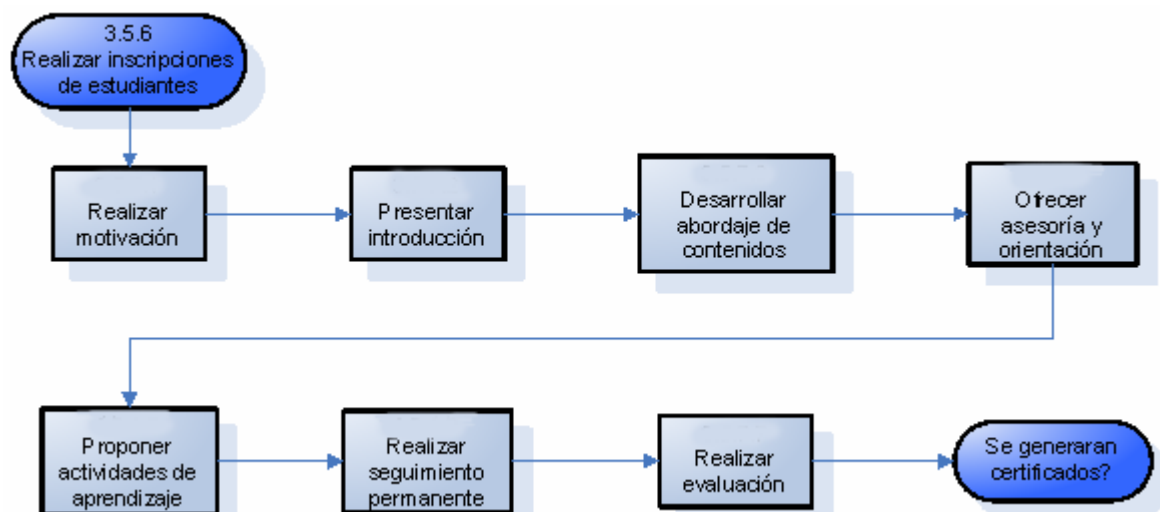 3.5.6
Realizar inscripciones
de estudiantes
Realizar
motivación
Presentar
introducción
Desarrollar
abordaje de
contenidos
Ofrecer
asesoría y
orientación
Proponer
actividades de
aprendizaje
Realizar
seguimiento
permanente
Realizar
evaluación
Se generaran
certificados?